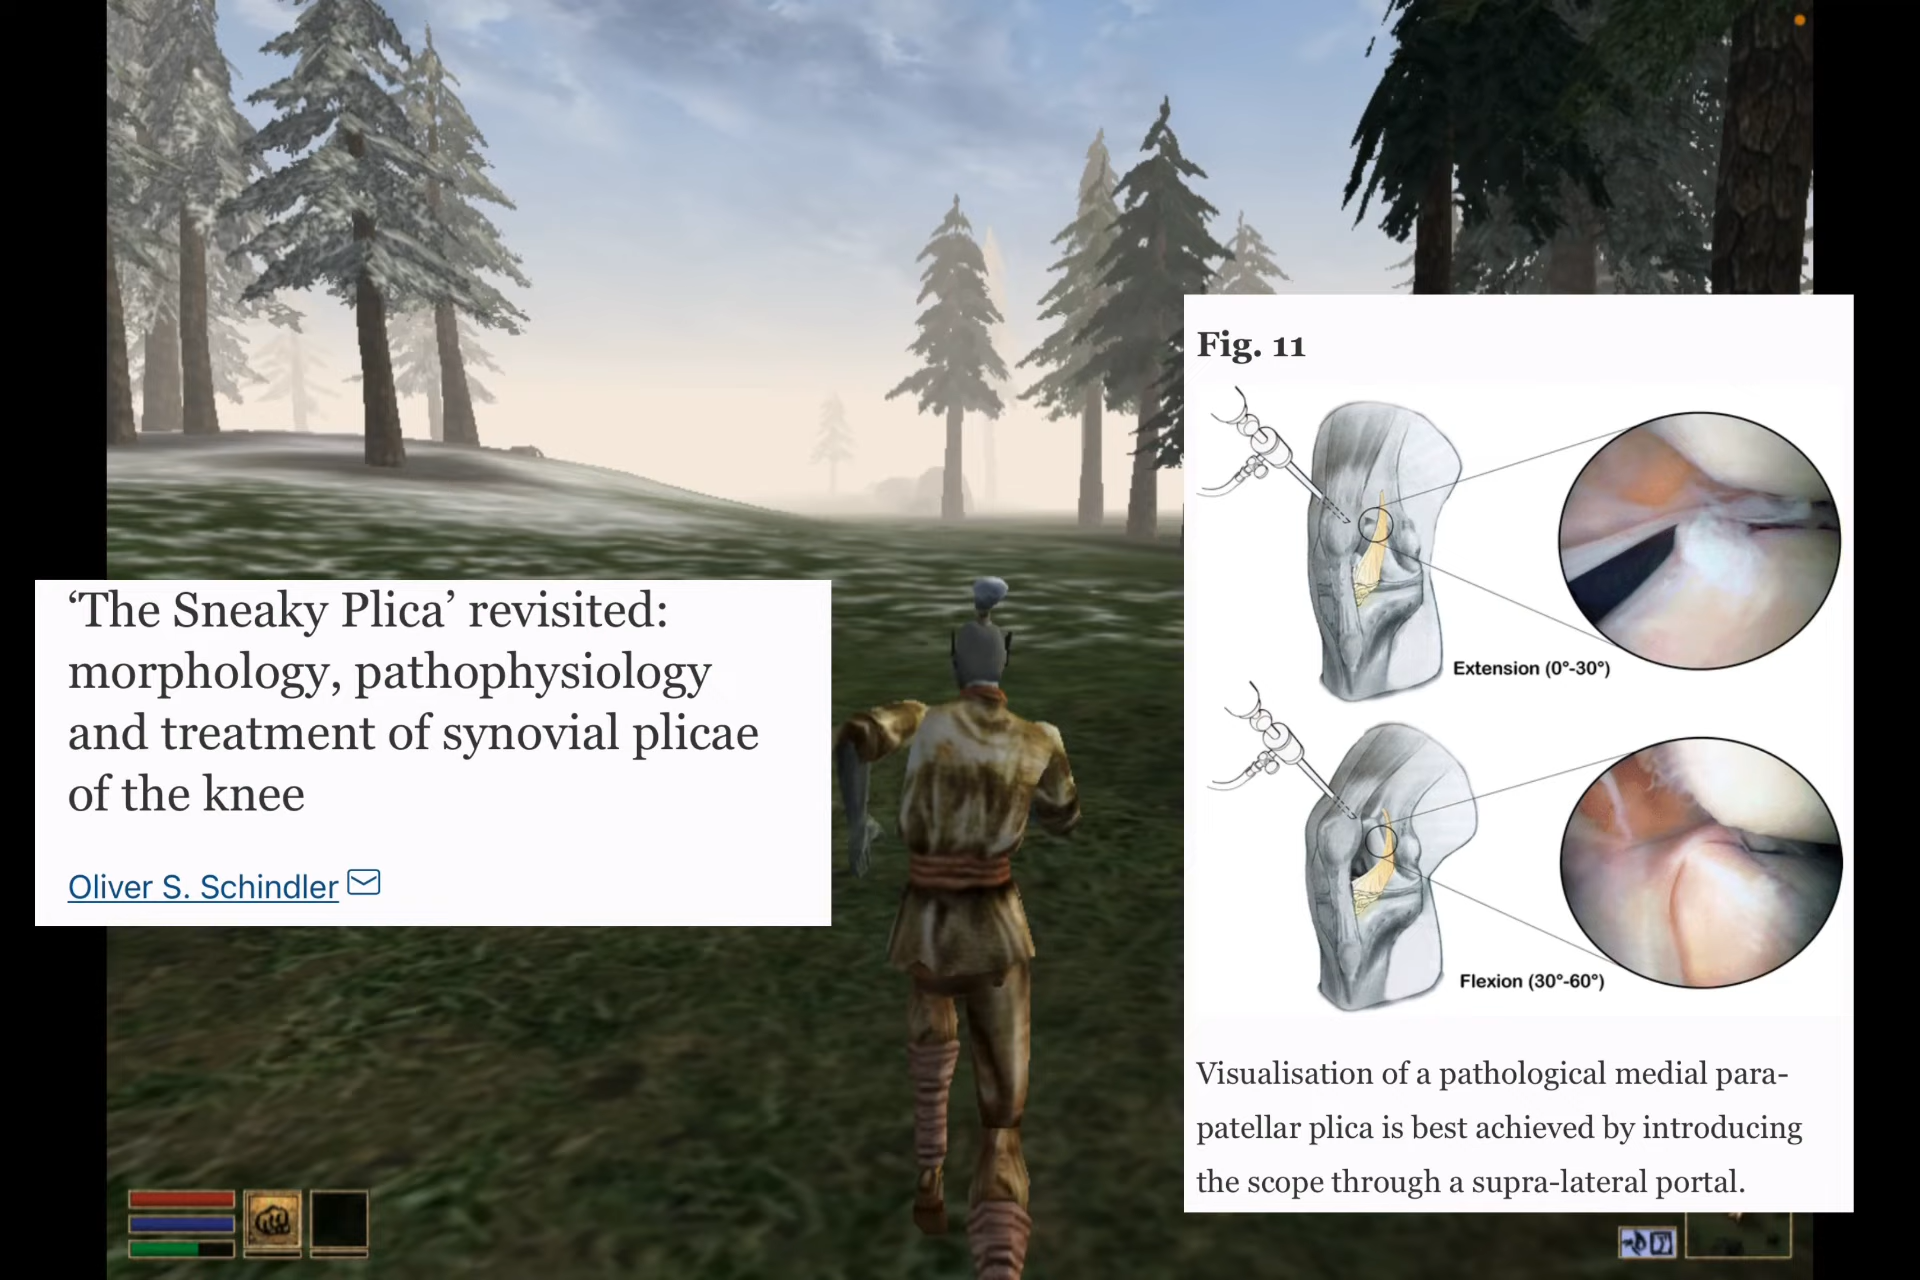 ‘The Sneaky Plica’ revisited:
morphology, pathophysiology
and treatment of synovial plicae
of the knee
Oliver S. Schindler
Fig. 11
Extension (0°-30°)
Flexion (30°-60°)
Visualisation of a pathological medial para-
patellar plica is best achieved by introducing
the scope through a supra-lateral portal.